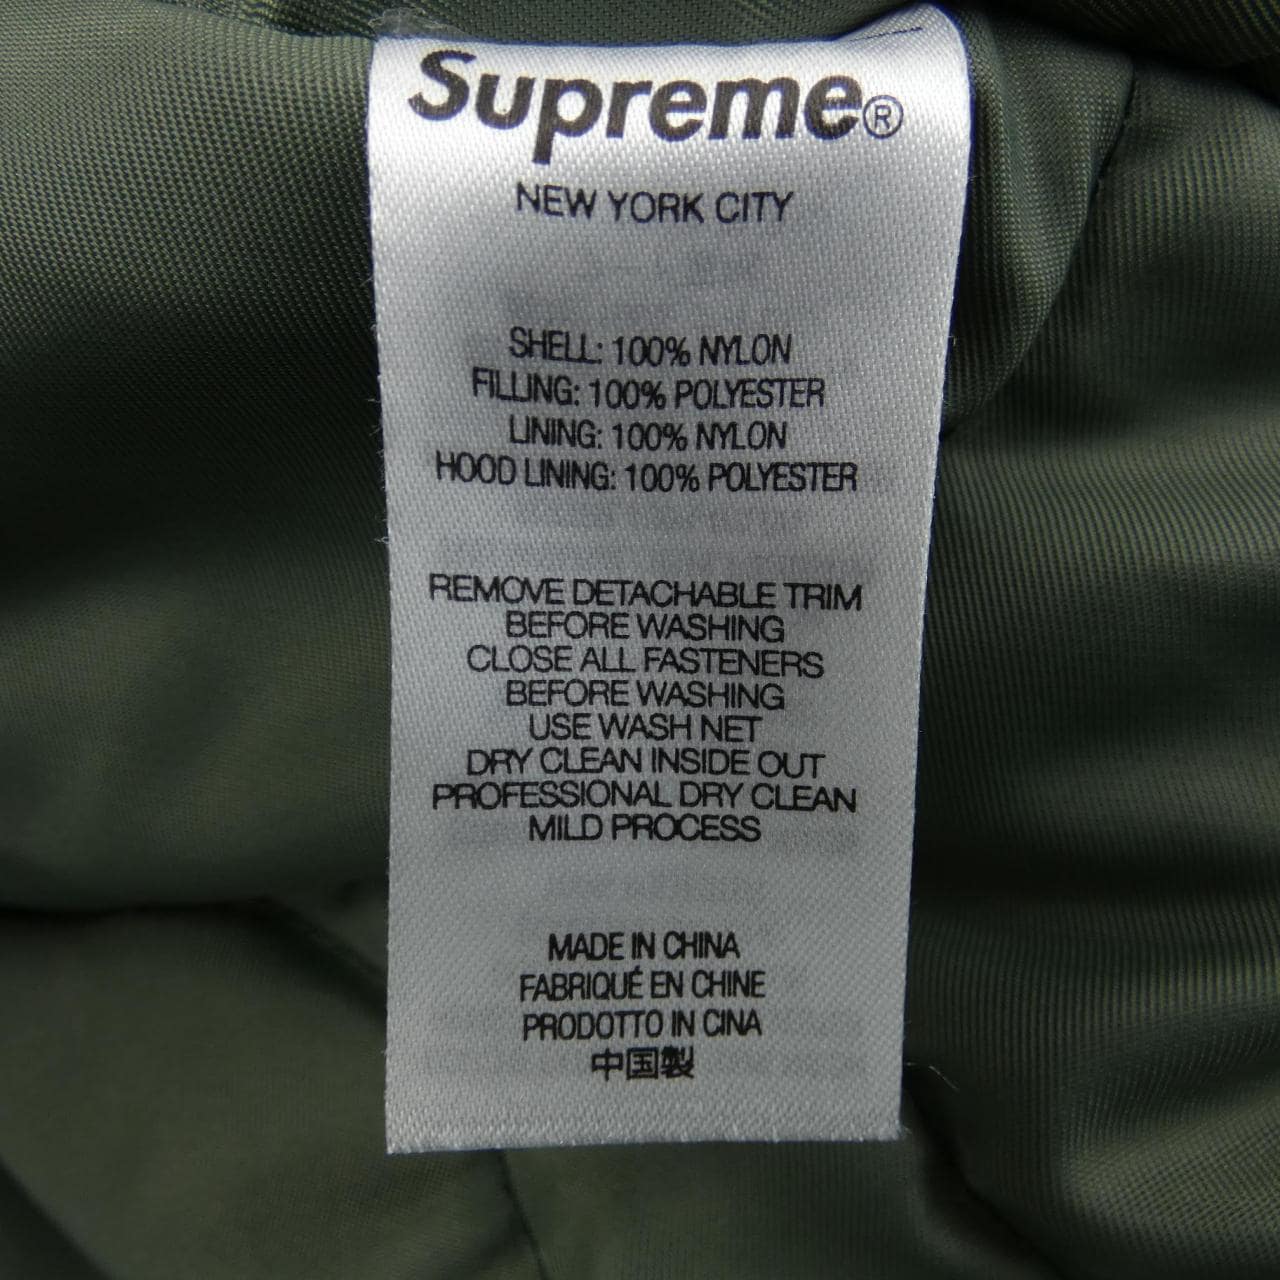 Supreme®
NEW YORK CITY
SHELL: 100% NYLON
FILLING: 100% POLYESTER
LINING: 100% NYLON
HOOD LINING: 100% POLYESTER
REMOVE DETACHABLE TRIM
BEFORE WASHING
CLOSE ALL FASTENERS
BEFORE WASHING
USE WASH NET
DRY CLEAN INSIDE OUT
PROFESSIONAL DRY CLEAN
MILD PROCESS
MADE IN CHINA
FABRIQUÉ EN CHINE
PRODOTTO IN CINA
中国製